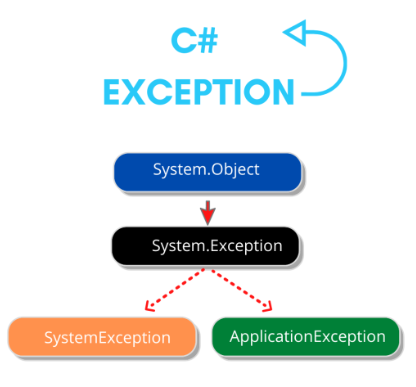 C#
EXCEPTION
System.Object
System.Exception
SystemException
ApplicationException